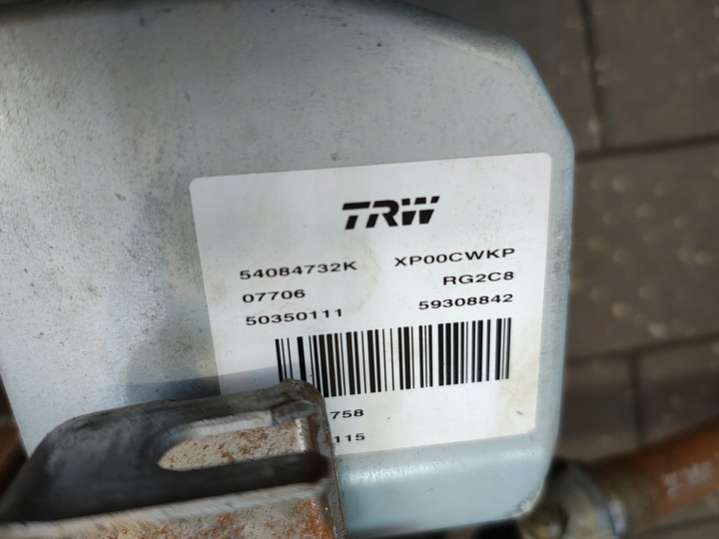 TRW
54084732K XP00CWKP
07706 RG2C8
50350111 59308842
758
115